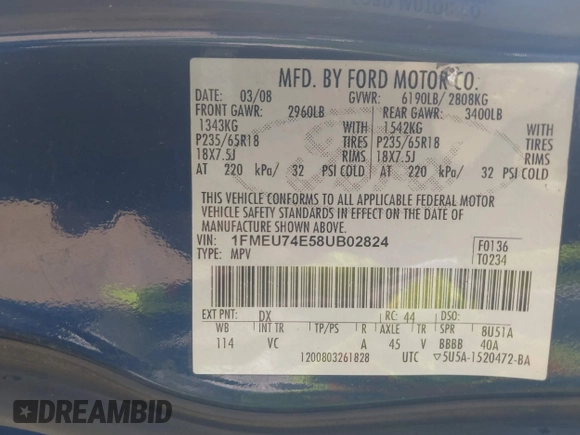 MFD. BY FORD MOTOR CO.
DATE: 03/08 GVWR: 6190LB/ 2808KG
FRONT GAWR: 2960LB REAR GAWR: 3400LB
1343KG WITH 1542KG WITH
P235/65R18 TIRES P235/65R18 TIRES
18X7.5J RIMS 18X7.5J RIMS
AT 220 kPa/ 32 PSI COLD AT 220 kPa/ 32 PSI COLD
THIS VEHICLE CONFORMS TO ALL APPLICABLE FEDERAL MOTOR
VEHICLE SAFETY STANDARDS IN EFFECT ON THE DATE OF
MANUFACTURE SHOWN ABOVE.
VIN: 1FMEU74E58UB02824
TYPE: MPV
F0136
T0234
EXT PNT: DX RC: 44 DSO:
WB INT TR TP/PS R AXLE TR SPR 8U51A
114 VC A 45 V BBBB 40A
1200803261828 UTC ▽5U5A-1520472-BA
DREAMBID